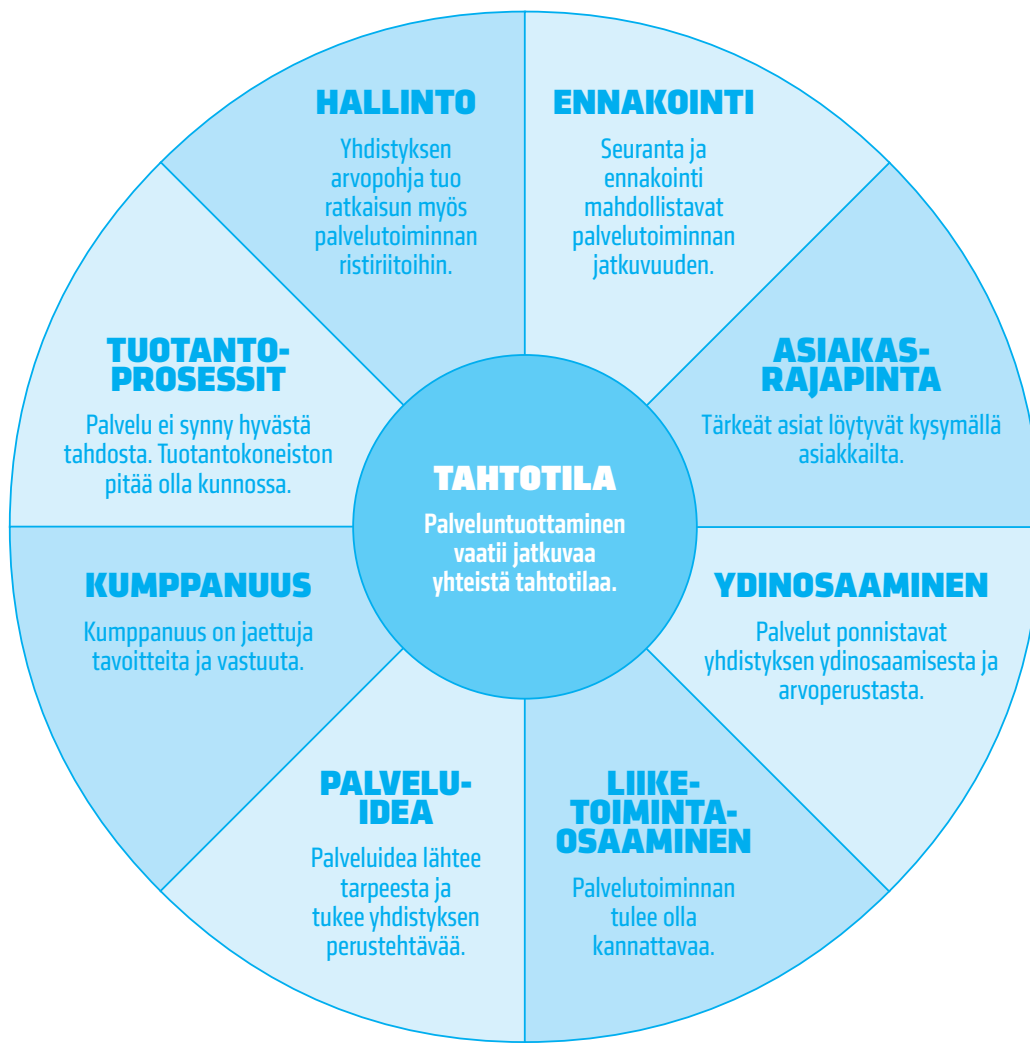 HALLINTO
Yhdistyksen
arvopohja tuo
ratkaisun myös
palvelutoiminnan
ristiriitoihin.
ENNAKOINTI
Seuranta ja
ennakointi
mahdollistavat
palvelutoiminnan
jatkuvuuden.
TUOTANTO-
PROSESSIT
Palvelu ei synny hyvästä
tahdosta. Tuotantokoneiston
pitää olla kunnossa.
ASIAKAS-
RAJAPINTA
Tärkeät asiat löytyvät kysymällä
asiakkailta.
TAHTOTILA
Palveluntuottaminen
vaatii jatkuvaa
yhteistä tahtotilaa.
KUMPPANUUS
Kumppanuus on jaettuja
tavoitteita ja vastuuta.
YDINOSAAMINEN
Palvelut ponnistavat
yhdistyksen ydinosaamisesta ja
arvoperustasta.
PALVELU-
IDEA
Palveluidea lähtee
tarpeesta ja
tukee yhdistyksen
perustehtävää.
LIIKE-
TOIMINTA-
OSAAMINEN
Palvelutoiminnan
tulee olla
kannattavaa.